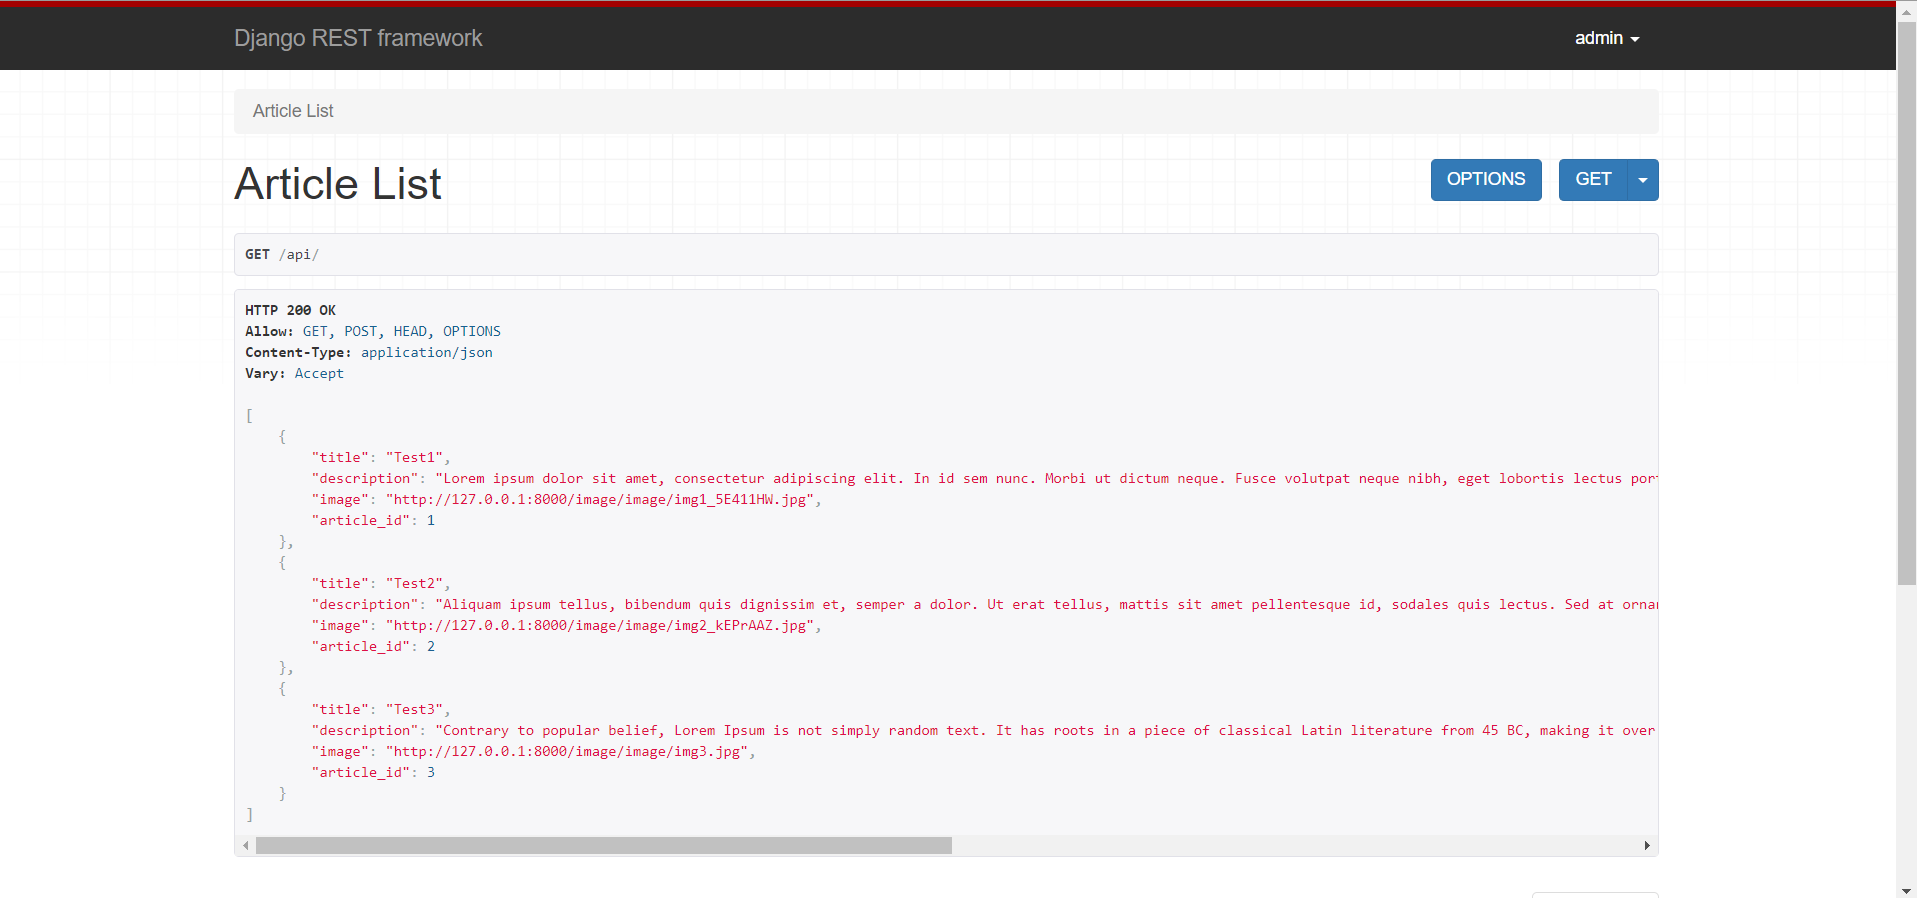 Django REST framework
admin
Article List
Article List
OPTIONS
GET
GET /api/
HTTP 200 OK
Allow: GET, POST, HEAD, OPTIONS
Content-Type: application/json
Vary: Accept
[
{
"title": "Test1",
"description": "Lorem ipsum dolor sit amet, consectetur adipiscing elit. In id sem nunc. Morbi ut dictum neque. Fusce volutpat neque nibh, eget lobortis lectus
"image": "http://127.0.0.1:8000/image/image/img1_5E411HW.jpg",
"article_id": 1
},
{
"title": "Test2",
"description": "Aliquam ipsum tellus, bibendum quis dignissim et, semper a dolor. Ut erat tellus, mattis sit amet pellentesque id, sodales quis lectus. Sed at
"image": "http://127.0.0.1:8000/image/image/img2_kEPrAAZ.jpg",
"article_id": 2
},
{
"title": "Test3",
"description": "Contrary to popular belief, Lorem Ipsum is not simply random text. It has roots in a piece of classical Latin literature from 45 BC, making it over
"image": "http://127.0.0.1:8000/image/image/img3.jpg",
"article_id": 3
}
]